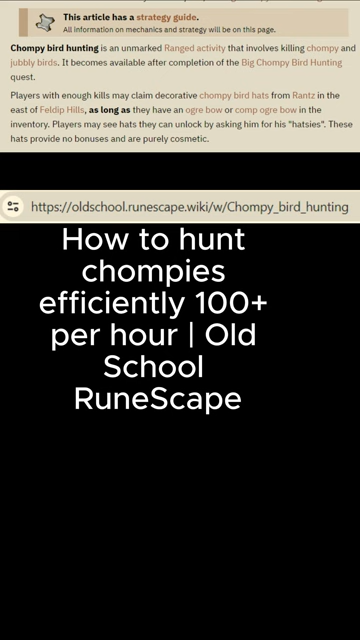 This article has a strategy guide.
All information on mechanics and strategy will be on this page.
Chompy bird hunting is an unmarked Ranged activity that involves killing chompy and
jubbly birds. It becomes available after completion of the Big Chompy Bird Hunting
quest.
Players with enough kills may claim decorative chompy bird hats from Rantz in the
east of Feldip Hills, as long as they have an ogre bow or comp ogre bow in the
inventory. Players may see hats they can unlock by asking him for his "hatsies". These
hats provide no bonuses and are purely cosmetic.
https://oldschool.runescape.wiki/w/Chompy_bird_hunting
How to hunt
chompies
efficiently 100+
per hour | Old
School
RuneScape